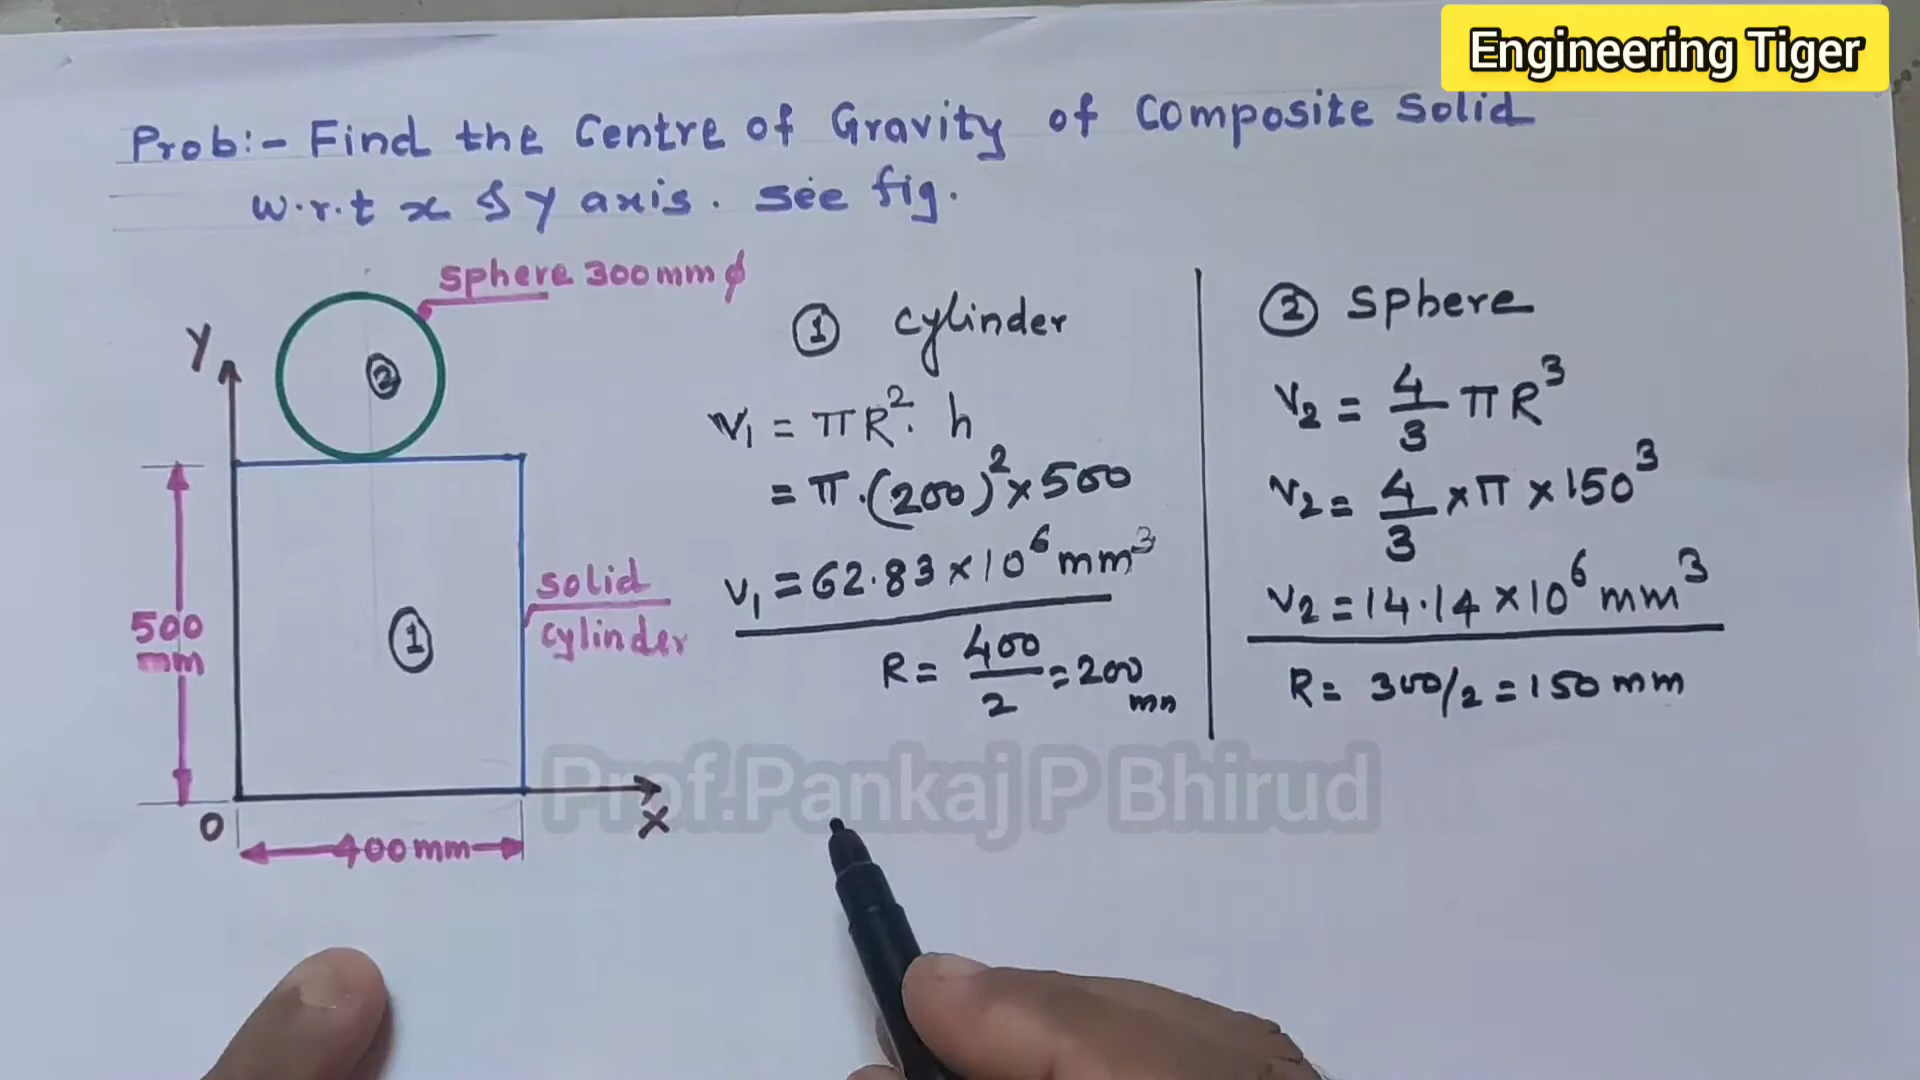 Engineering Tiger
Prob:- Find the Centre of Gravity of Composite Solid
w.r.t x & y axis. See fig.
Sphere 300mm ϕ
Y
2
500
mm
1
solid
cylinder
O
X
400mm
① cylinder
V₁ = πR². h
= π.(200)² × 500
V₁ = 62.83 × 10⁶ mm³
R = 400/2 = 200 mm
② Sphere
V₂ = 4/3 πR³
V₂ = 4/3 × π × 150³
V₂ = 14.14 × 10⁶ mm³
R = 300/2 = 150 mm
Prof.Pankaj P Bhirud